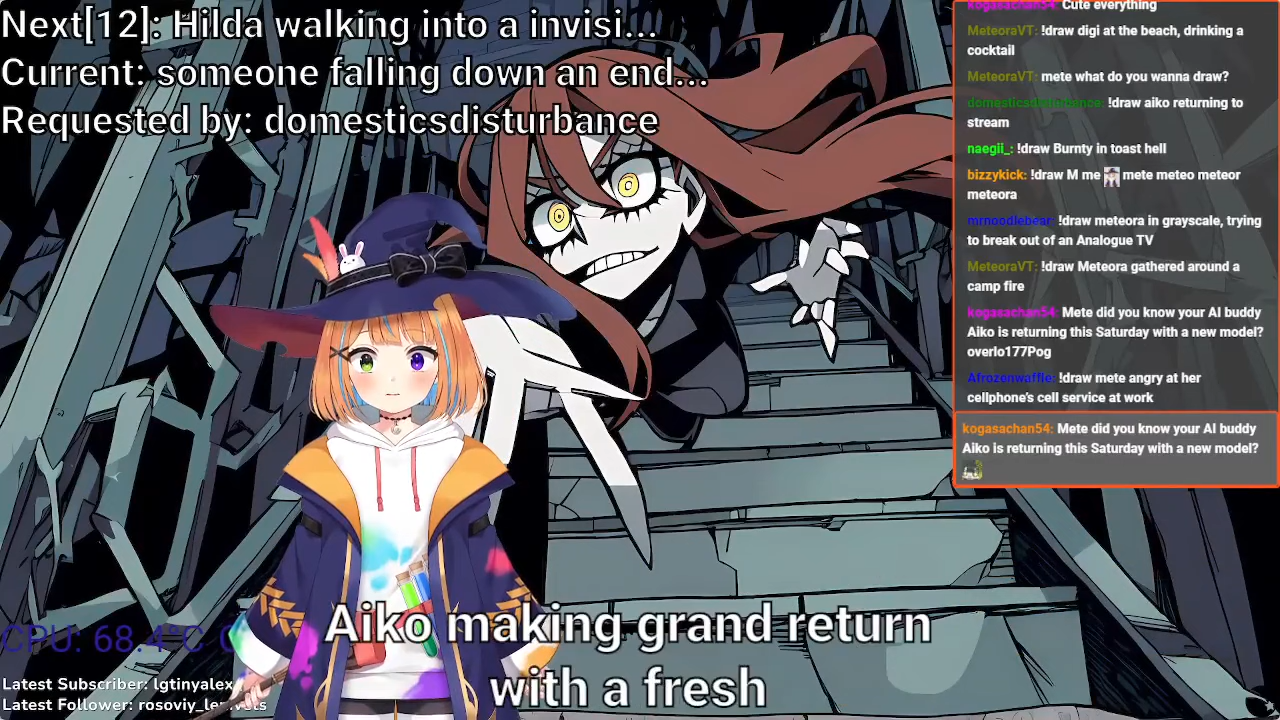 Next[12]: Hilda walking into a invisi...
Current: someone falling down an end...
Requested by: domesticsdisturbance
kogasachan54: Cute everything
MeteoraVT: !draw digi at the beach, drinking a
cocktail
MeteoraVT: mete what do you wanna draw?
domesticsdisturbance: !draw aiko returning to
stream
naegii_: !draw Burnty in toast hell
bizzykick: !draw M me mete meteo meteor
meteora
mrnoodlebear: !draw meteora in grayscale, trying
to break out of an Analogue TV
MeteoraVT: !draw Meteora gathered around a
camp fire
kogasachan54: Mete did you know your AI buddy
Aiko is returning this Saturday with a new model?
overlo177Pog
Afrozenwaffle: !draw mete angry at her
cellphone's cell service at work
kogasachan54: Mete did you know your AI buddy
Aiko is returning this Saturday with a new model?
Aiko making grand return
with a fresh
CPU: 68.4°C
Latest Subscriber: lgtinyalex
Latest Follower: